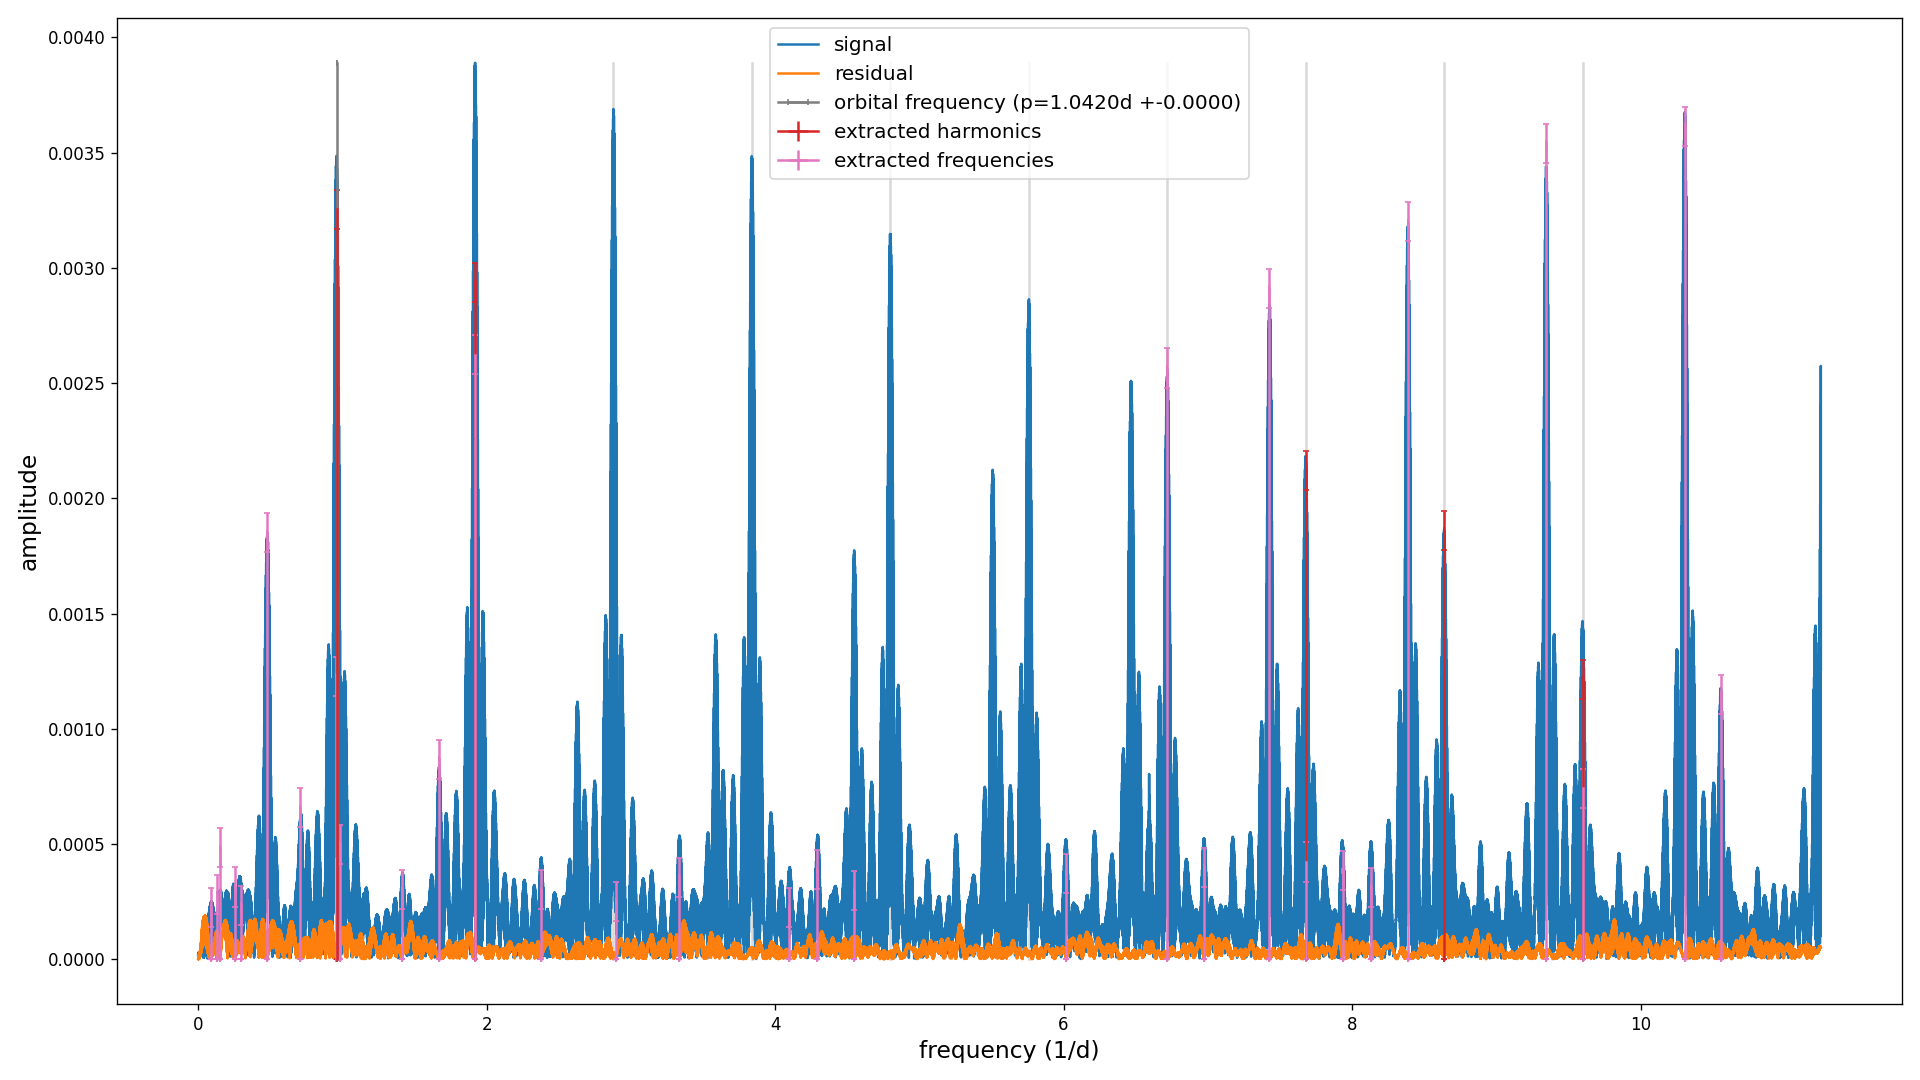 0.0040
0.0035
0.0030
0.0025
0.0020
0.0015
0.0010
0.0005
0.0000
amplitude
signal
residual
orbital frequency (p=1.0420d +-0.0000)
extracted harmonics
extracted frequencies
0 2 4 6 8 10
frequency (1/d)